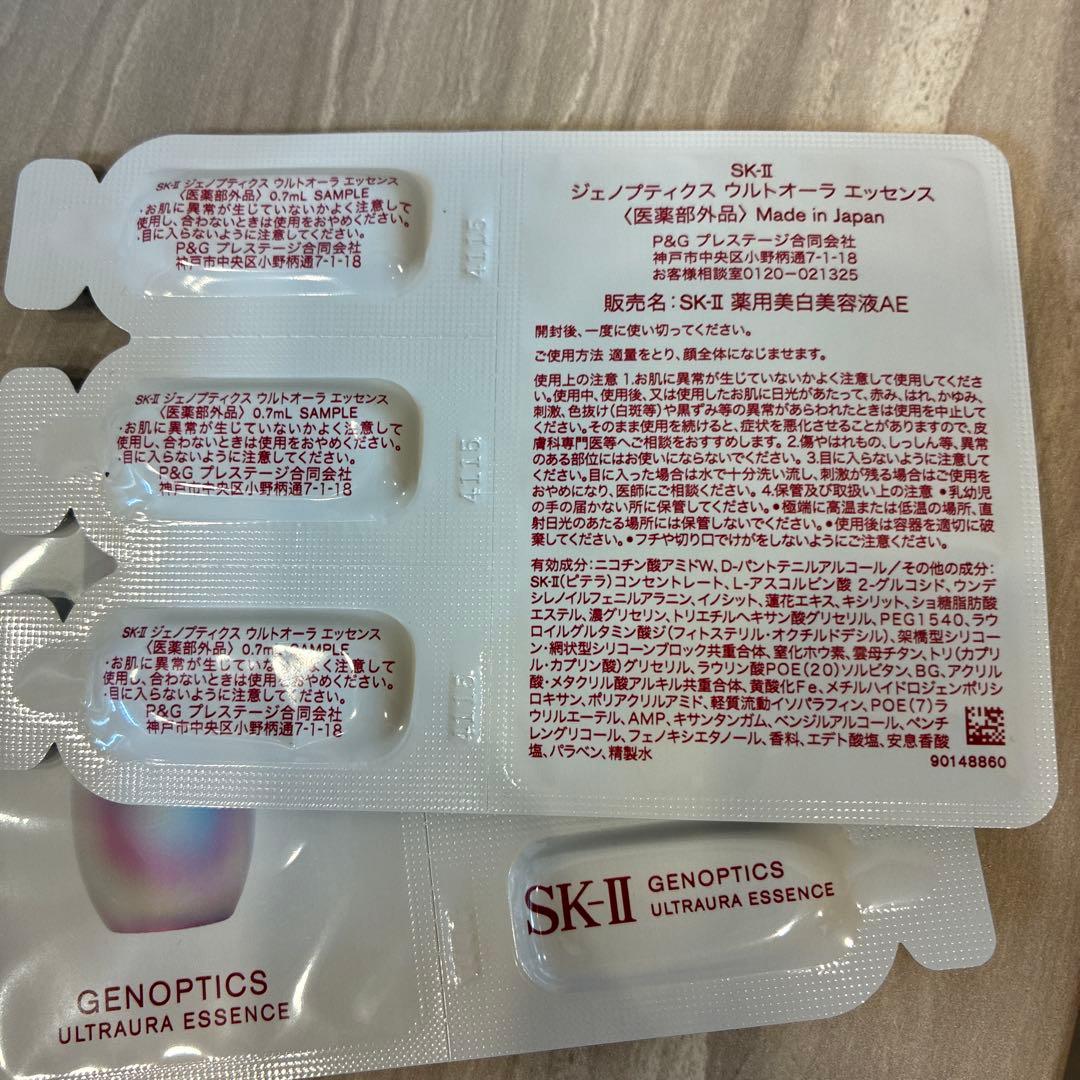 SK-II ジェノプティクス ウルトオーラ エッセンス
〈医薬部外品〉 0.7mL SAMPLE
・お肌に異常が生じていないかよく注意して
使用し、合わないときは使用をおやめください。
・目に入らないように注意してください。
P&G プレステージ合同会社
神戸市中央区小野柄通7-1-18
4115
SK-II ジェノプティクス ウルトオーラ エッセンス
〈医薬部外品〉 0.7mL SAMPLE
・お肌に異常が生じていないかよく注意して
使用し、合わないときは使用をおやめください。
・目に入らないように注意してください。
P&G プレステージ合同会社
神戸市中央区小野柄通7-1-18
4115
SK-II ジェノプティクス ウルトオーラ エッセンス
〈医薬部外品〉 0.7mL SAMPLE
・お肌に異常が生じていないかよく注意して
使用し、合わないときは使用をおやめください。
・目に入らないように注意してください。
P&G プレステージ合同会社
神戸市中央区小野柄通7-1-18
4115
SK-II
ジェノプティクス ウルトオーラ エッセンス
〈医薬部外品〉 Made in Japan
P&G プレステージ合同会社
神戸市中央区小野柄通7-1-18
お客様相談室0120-021325
販売名：SK-II 薬用美白美容液AE
開封後、一度に使い切ってください。
ご使用方法 適量をとり、顔全体になじませます。
使用上の注意 1.お肌に異常が生じていないかよく注意して使用してくださ
い。使用中、使用後、又は使用したお肌に日光があたって、赤み、はれ、かゆみ、
刺激、色抜け(白斑等)や黒ずみ等の異常があらわれたときは使用を中止して
ください。そのまま使用を続けると、症状を悪化させることがありますので、皮
膚科専門医等へご相談をおすすめします。 2.傷やはれもの、しっしん等、異常
のある部位にはお使いにならないでください。 3.目に入らないように注意して
ください。目に入った場合は水で十分洗い流し、刺激が残る場合はご使用を
おやめになり、医師にご相談ください。 4.保管及び取扱い上の注意 ●乳幼児
の手の届かない所に保管してください。●極端に高温または低温の場所、直
射日光のあたる場所には保管しないでください。●使用後は容器を適切に破
棄してください。●フチや切り口でけがをしないようにご注意ください。
有効成分：ニコチン酸アミドW、D-パントテニルアルコール／その他の成分：
SK-II(ピテラ)コンセントレート、L-アスコルビン酸 2-グルコシド、ウンデ
シレノイルフェニルアラニン、イノシット、蓮花エキス、キシリット、ショ糖脂肪酸
エステル、濃グリセリン、トリエチルヘキサン酸グリセリル、PEG1540、ラウ
ロイルグルタミン酸ジ(フィトステリル・オクチルドデシル)、架橋型シリコーン
・網状型シリコーンブロック共重合体、窒化ホウ素、雲母チタン、トリ(カプリ
ル・カプリン酸)グリセリル、ラウリン酸POE(20)ソルビタン、BG、アクリル
酸・メタクリル酸アルキル共重合体、黄酸化Fe、メチルハイドロジェンポリシ
ロキサン、ポリアクリルアミド、軽質流動イソパラフィン、POE(7)ラ
ウリルエーテル、AMP、キサンタンガム、ベンジルアルコール、ペンチ
レングリコール、フェノキシエタノール、香料、エデト酸塩、安息香酸
塩、パラベン、精製水
90148860
SK-II GENOPTICS
ULTRAURA ESSENCE
GENOPTICS
ULTRAURA ESSENCE